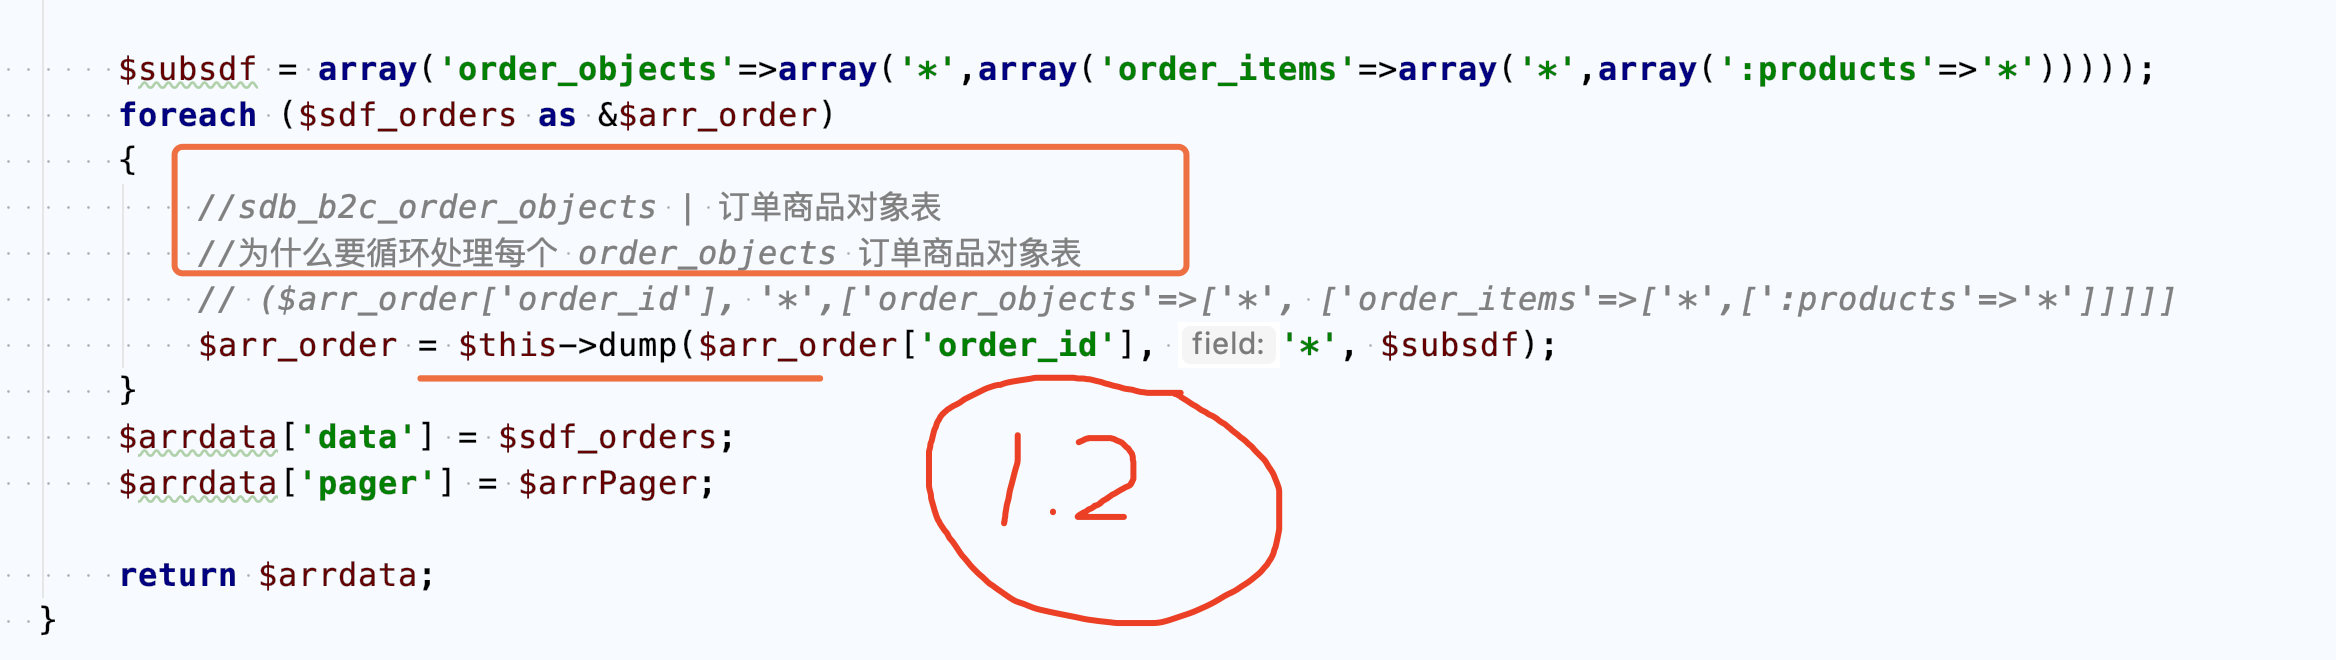 $subsdf = array('order_objects'=>array('*',array('order_items'=>array('*',array(':products'=>'*')))));
foreach ($sdf_orders as &$arr_order)
{
//sdb_b2c_order_objects | 订单商品对象表
//为什么要循环处理每个 order_objects 订单商品对象表
// ($arr_order['order_id'], '*',['order_objects'=>['*', ['order_items'=>['*',[':products'=>'*']]]]]
$arr_order = $this->dump($arr_order['order_id'], field: '*', $subsdf);
}
$arrdata['data'] = $sdf_orders;
$arrdata['pager'] = $arrPager;
1.2
return $arrdata;
}